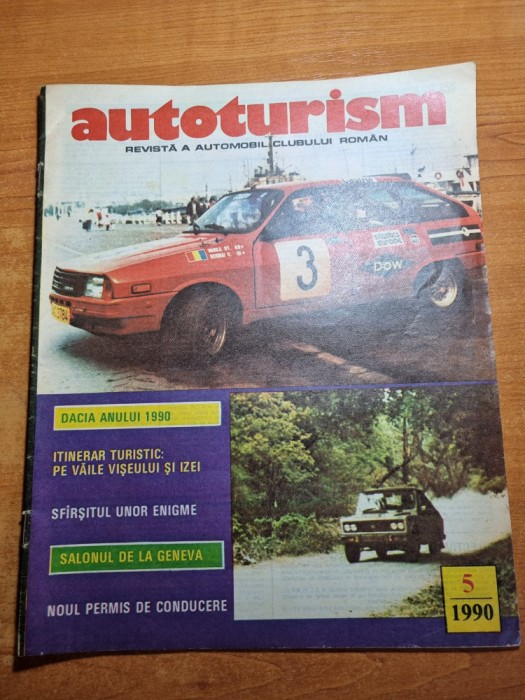 autoturism
REVISTĂ A AUTOMOBIL CLUBULUI ROMÂN
3
DPW
DACIA ANULUI 1990
ITINERAR TURISTIC:
PE VĂILE VIȘEULUI ȘI IZEI
SFÎRȘITUL UNOR ENIGME
SALONUL DE LA GENEVA
NOUL PERMIS DE CONDUCERE
5
1990